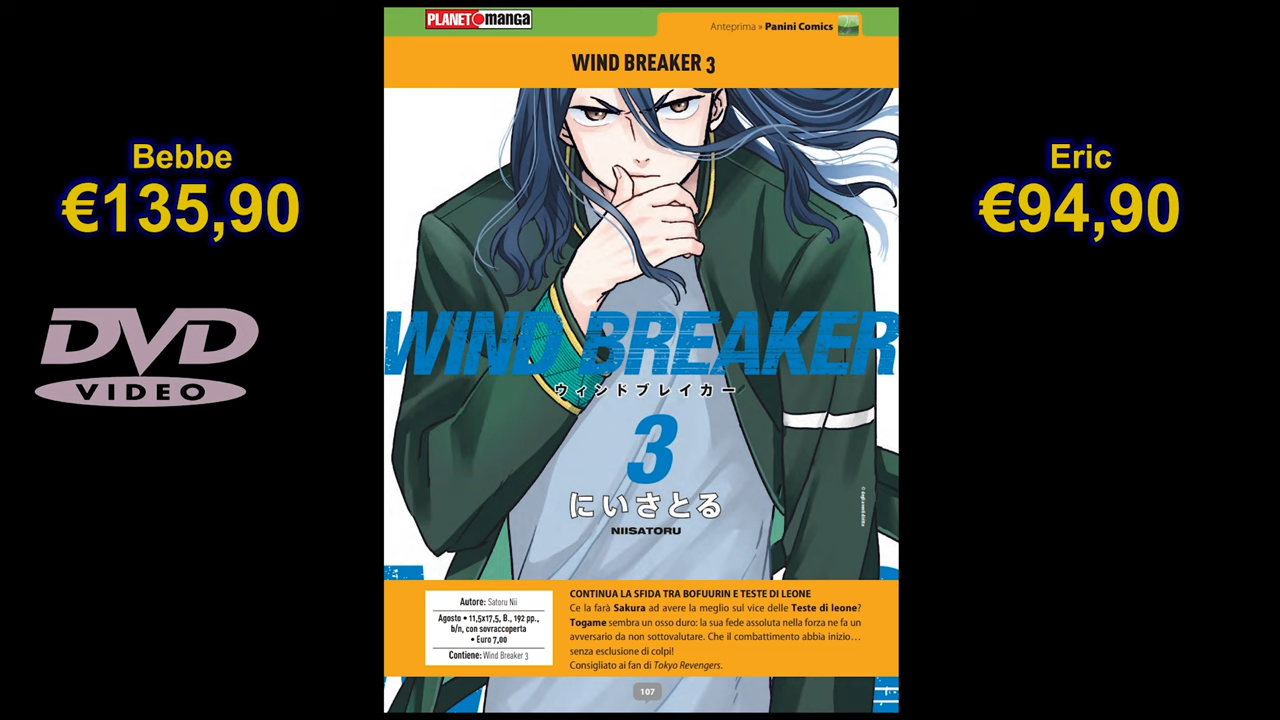 PLANET manga
Anteprima » Panini Comics
WIND BREAKER 3
Bebbe
€135,90
Eric
€94,90
DVD
VIDEO
WIND BREAKER
ウィンドブレイカー
3
にいさとる
NIISATORU
Autore: Satoru Nii
Agosto • 11,5x17,5, B., 192 pp.,
b/n, con sovraccoperta
• Euro 7,00
Contiene: Wind Breaker 3
CONTINUA LA SFIDA TRA BOFUURIN E TESTE DI LEONE
Ce la farà Sakura ad avere la meglio sul vice delle Teste di leone?
Togame sembra un osso duro: la sua fede assoluta nella forza ne fa un
avversario da non sottovalutare. Che il combattimento abbia inizio…
senza esclusione di colpi!
Consigliato ai fan di Tokyo Revengers.
107